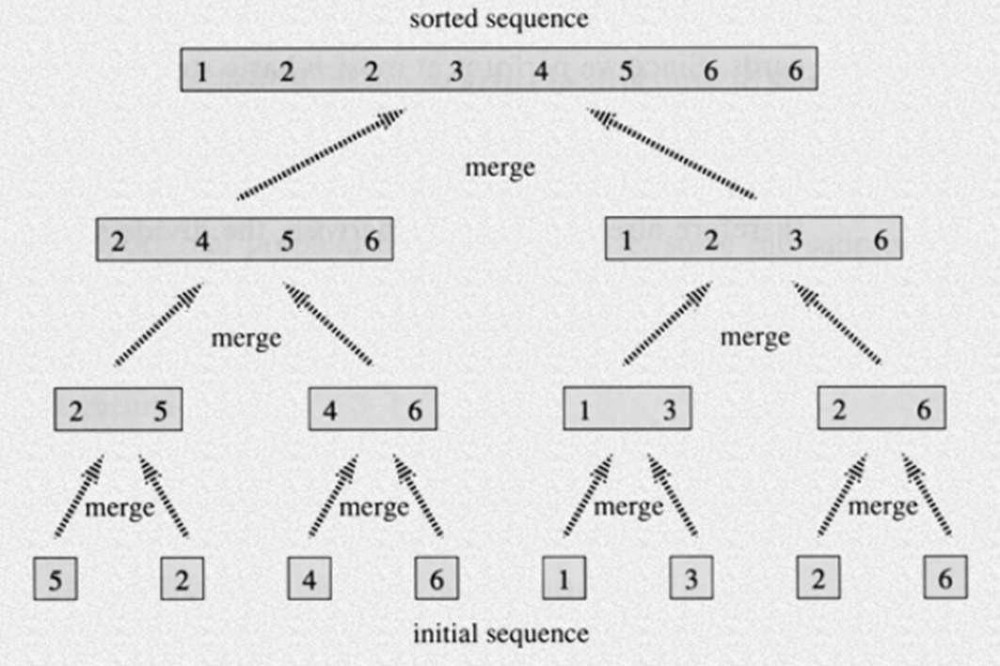 sorted sequence
1 2 2 3 4 5 6 6
merge
2 4 5 6 1 2 3 6
merge merge
2 5 4 6 1 3 2 6
merge merge merge merge
5 2 4 6 1 3 2 6
initial sequence